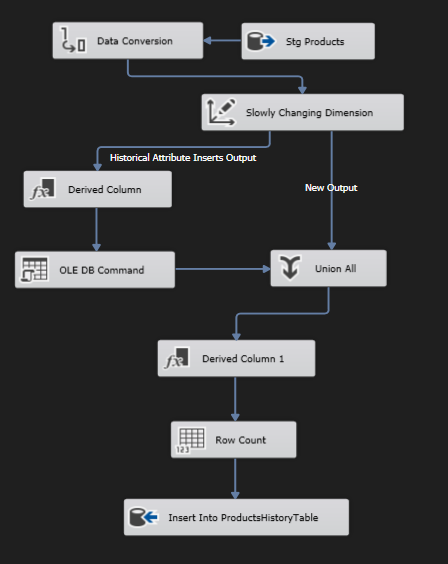 Data Conversion
Stg Products
Slowly Changing Dimension
Historical Attribute Inserts Output
Derived Column
New Output
OLE DB Command
Union All
Derived Column 1
Row Count
123
Insert Into ProductsHistoryTable